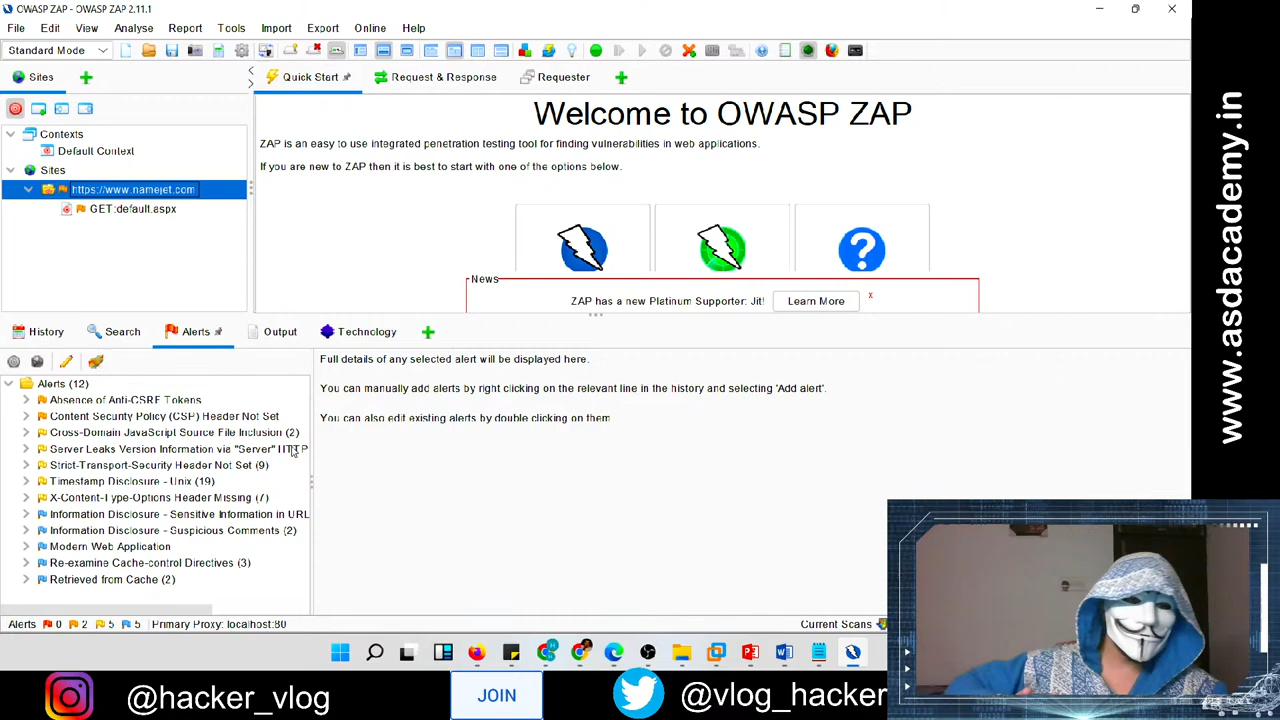 OWASP ZAP - OWASP ZAP 2.11.1
File Edit View Analyse Report Tools Import Export Online Help
Standard Mode
Sites
Quick Start
Request & Response
Requester
Contexts
Default Context
Sites
https://www.namejet.com
GET:default.aspx
Welcome to OWASP ZAP
ZAP is an easy to use integrated penetration testing tool for finding vulnerabilities in web applications.
If you are new to ZAP then it is best to start with one of the options below.
News
ZAP has a new Platinum Supporter: Jit! Learn More x
History Search Alerts Output Technology
Alerts (12)
Absence of Anti-CSRF Tokens
Content Security Policy (CSP) Header Not Set
Cross-Domain JavaScript Source File Inclusion (2)
Server Leaks Version Information via "Server" HTTP
Strict-Transport-Security Header Not Set (9)
Timestamp Disclosure - Unix (19)
X-Content-Type-Options Header Missing (7)
Information Disclosure - Sensitive Information in URL
Information Disclosure - Suspicious Comments (2)
Modern Web Application
Re-examine Cache-control Directives (3)
Retrieved from Cache (2)
Full details of any selected alert will be displayed here.
You can manually add alerts by right clicking on the relevant line in the history and selecting 'Add alert'.
You can also edit existing alerts by double clicking on them
Alerts 0 2 5 5 Primary Proxy: localhost:80
Current Scans
@hacker_vlog
JOIN
@vlog_hacker
www.asdacademy.in